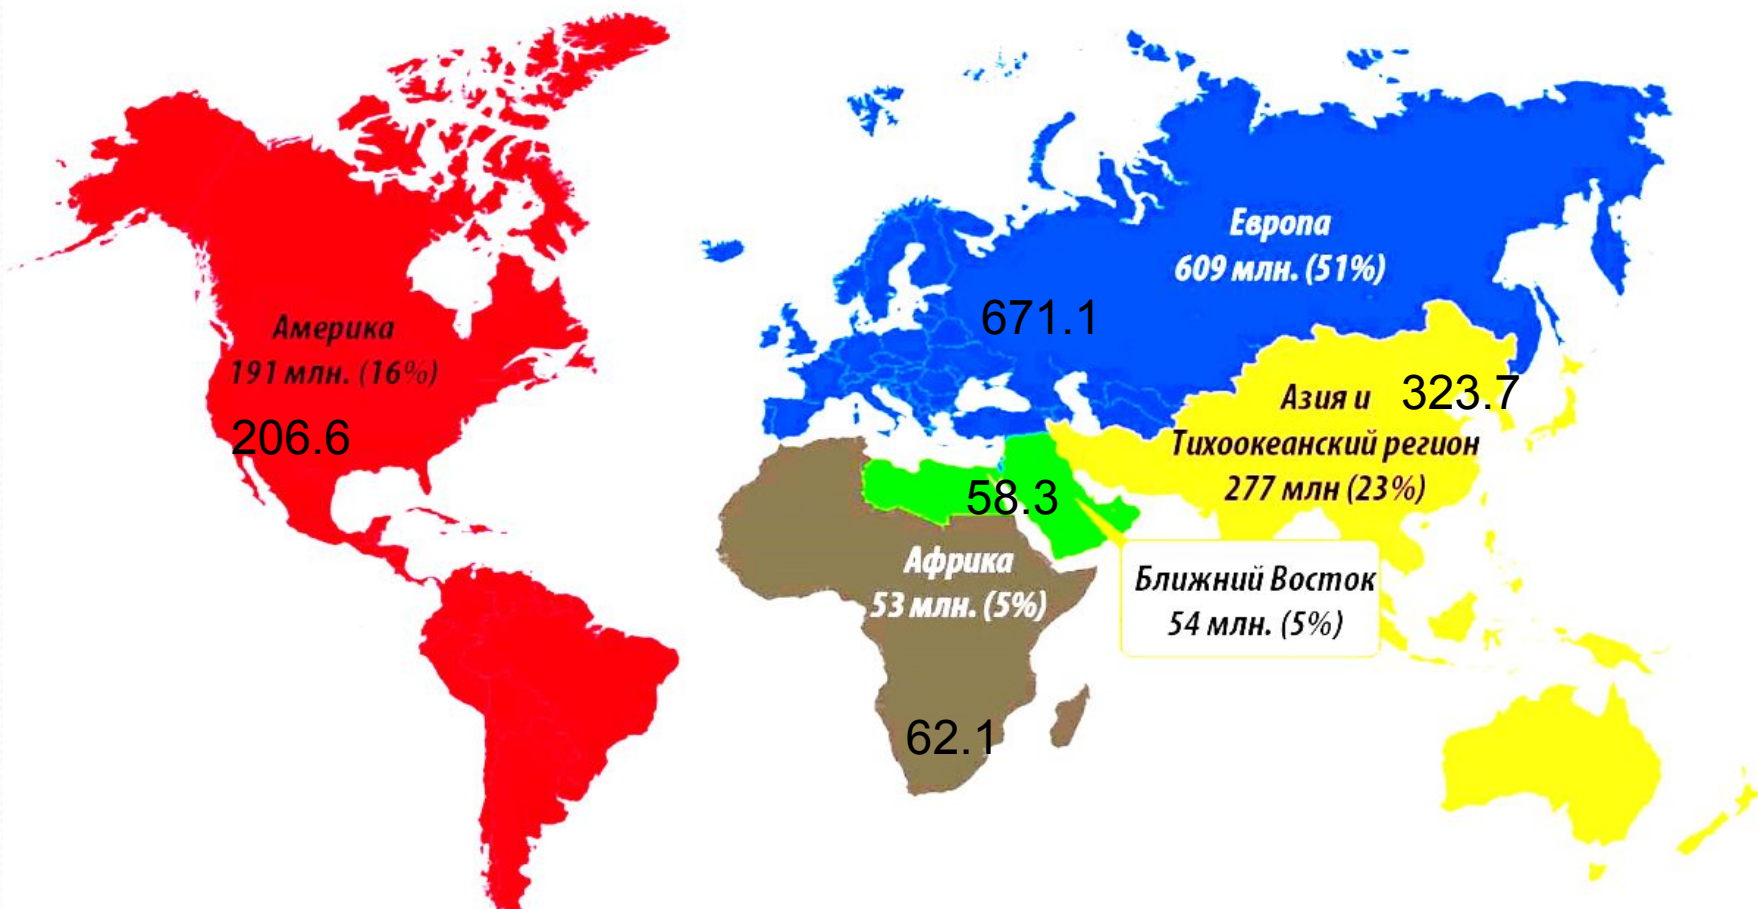 Америка
191 млн. (16%)
206.6
Европа
609 млн. (51%)
671.1
Азия и
323.7
Тихоокеанский регион
277 млн (23%)
58.3
Ближний Восток
54 млн. (5%)
Африка
53 млн. (5%)
62.1